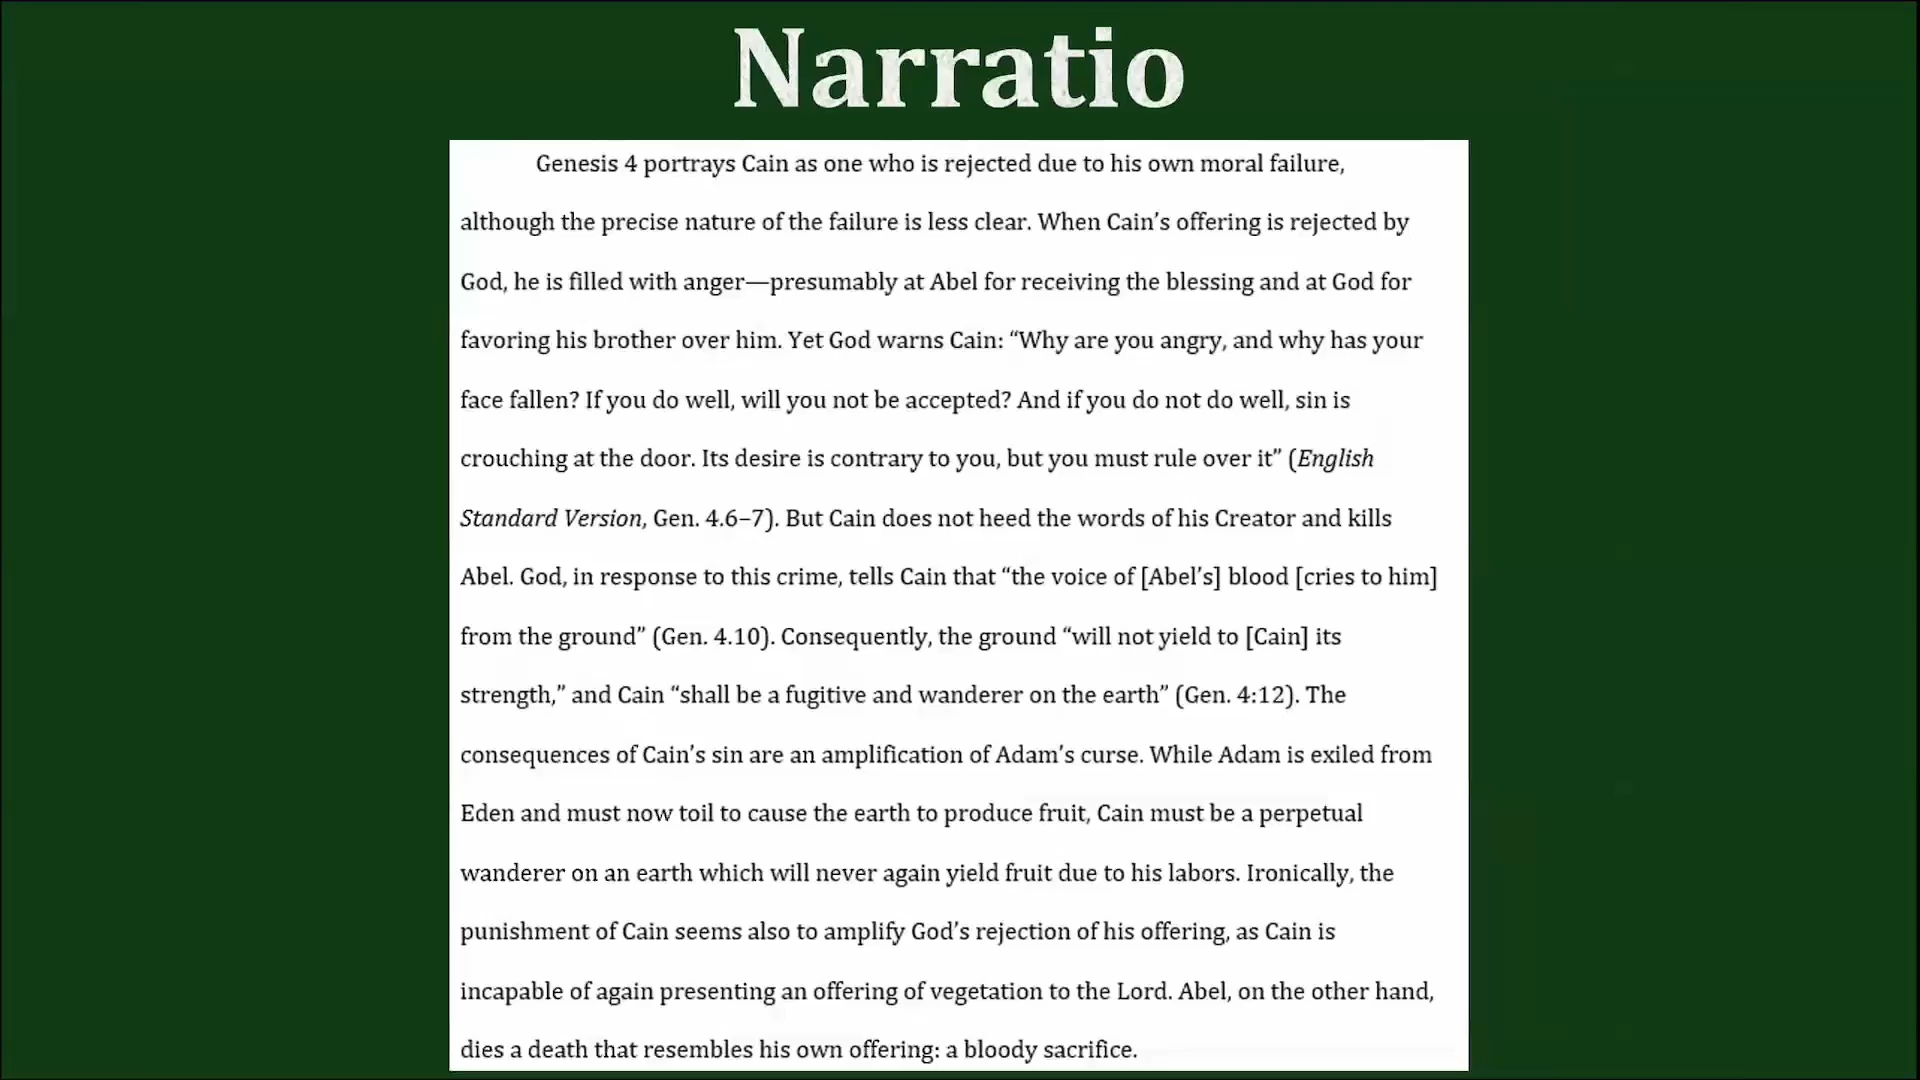 Narratio
Genesis 4 portrays Cain as one who is rejected due to his own moral failure,
although the precise nature of the failure is less clear. When Cain’s offering is rejected by
God, he is filled with anger—presumably at Abel for receiving the blessing and at God for
favoring his brother over him. Yet God warns Cain: “Why are you angry, and why has your
face fallen? If you do well, will you not be accepted? And if you do not do well, sin is
crouching at the door. Its desire is contrary to you, but you must rule over it” (English
Standard Version, Gen. 4.6–7). But Cain does not heed the words of his Creator and kills
Abel. God, in response to this crime, tells Cain that “the voice of [Abel’s] blood [cries to him]
from the ground” (Gen. 4.10). Consequently, the ground “will not yield to [Cain] its
strength,” and Cain “shall be a fugitive and wanderer on the earth” (Gen. 4:12). The
consequences of Cain’s sin are an amplification of Adam’s curse. While Adam is exiled from
Eden and must now toil to cause the earth to produce fruit, Cain must be a perpetual
wanderer on an earth which will never again yield fruit due to his labors. Ironically, the
punishment of Cain seems also to amplify God’s rejection of his offering, as Cain is
incapable of again presenting an offering of vegetation to the Lord. Abel, on the other hand,
dies a death that resembles his own offering: a bloody sacrifice.